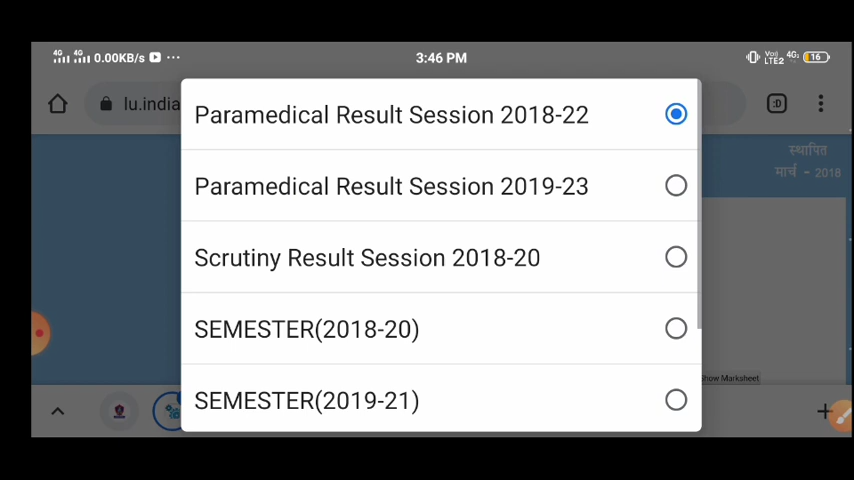 4G 4G 0.00KB/s ... 3:46 PM LTE2 4G 16
lu.india :D
स्थापित
मार्च - 2018
Paramedical Result Session 2018-22
Paramedical Result Session 2019-23
Scrutiny Result Session 2018-20
SEMESTER(2018-20)
Show Marksheet
SEMESTER(2019-21)